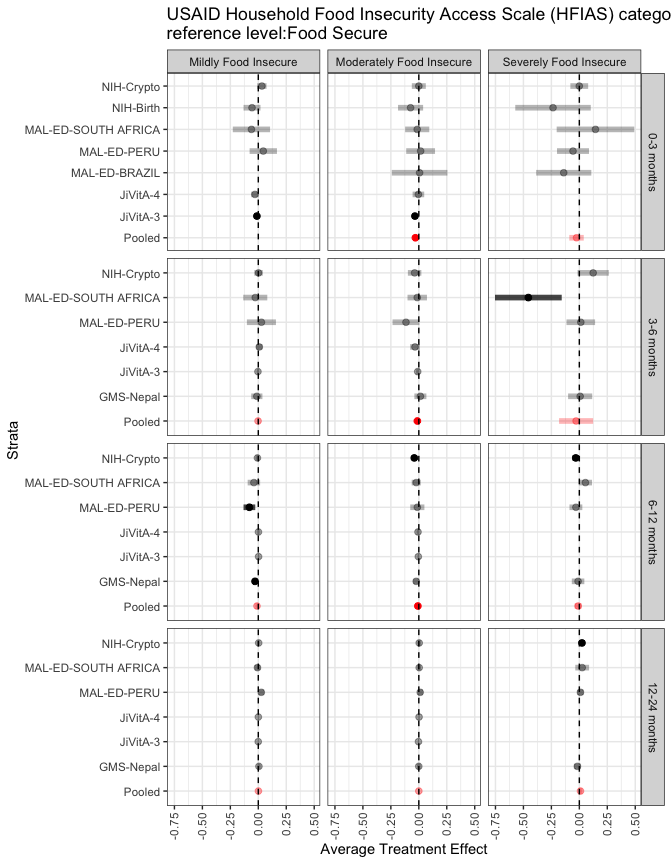 USAID Household Food Insecurity Access Scale (HFIAS) catego
reference level:Food Secure
Mildly Food Insecure
Moderately Food Insecure
Severely Food Insecure
Strata
NIH-Crypto
NIH-Birth
MAL-ED-SOUTH AFRICA
MAL-ED-PERU
MAL-ED-BRAZIL
JiVitA-4
JiVitA-3
Pooled
0-3 months
NIH-Crypto
MAL-ED-SOUTH AFRICA
MAL-ED-PERU
JiVitA-4
JiVitA-3
GMS-Nepal
Pooled
3-6 months
NIH-Crypto
MAL-ED-SOUTH AFRICA
MAL-ED-PERU
JiVitA-4
JiVitA-3
GMS-Nepal
Pooled
6-12 months
NIH-Crypto
MAL-ED-SOUTH AFRICA
MAL-ED-PERU
JiVitA-4
JiVitA-3
GMS-Nepal
Pooled
12-24 months
-0.75
-0.50
-0.25
0.00
0.25
0.50
-0.75
-0.50
-0.25
0.00
0.25
0.50
-0.75
-0.50
-0.25
0.00
0.25
0.50
Average Treatment Effect